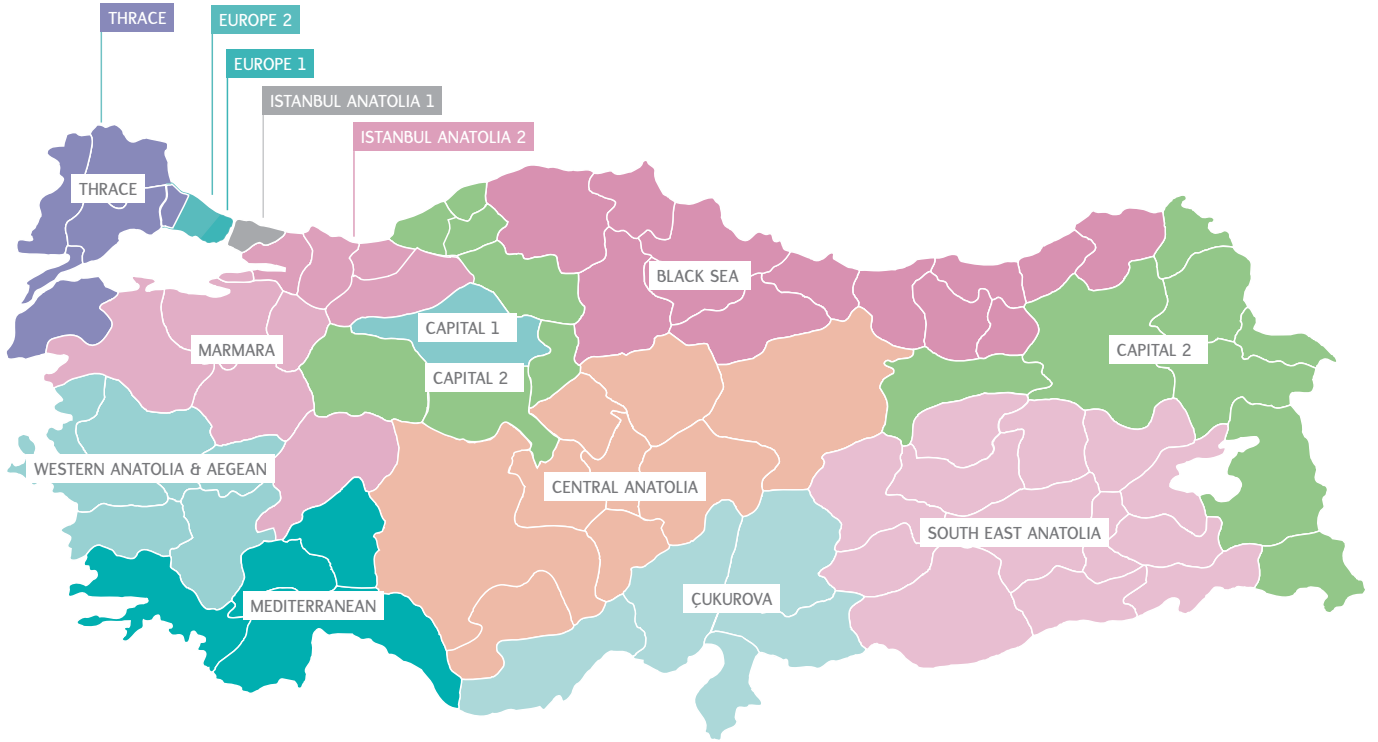 THRACE
EUROPE 2
EUROPE 1
ISTANBUL ANATOLIA 1
ISTANBUL ANATOLIA 2
THRACE
BLACK SEA
CAPITAL 1
MARMARA
CAPITAL 2
CAPITAL 2
WESTERN ANATOLIA & AEGEAN
CENTRAL ANATOLIA
SOUTH EAST ANATOLIA
ÇUKUROVA
MEDITERRANEAN